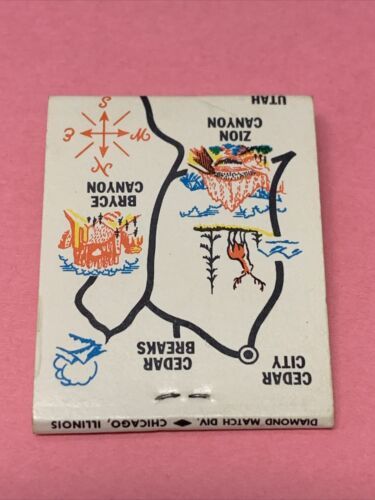 DIAMOND MATCH DIV. ◆ CHICAGO, ILLINOIS
CEDAR
CITY
CEDAR
BREAKS
BRYCE
CANYON
ZION
CANYON
N
W
E
S
UTAH